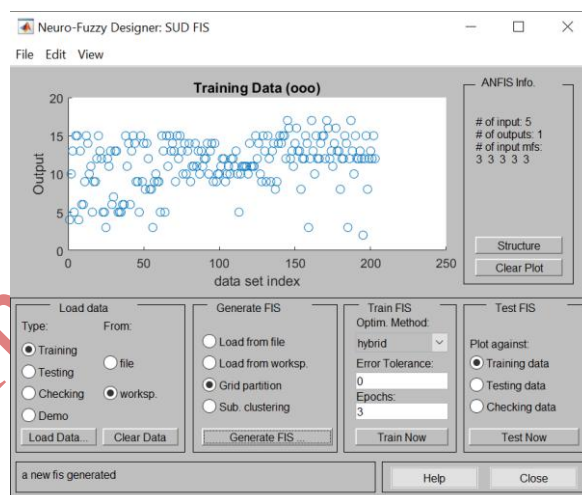 Neuro-Fuzzy Designer: SUD FIS
File Edit View
Training Data (ooo)
20
15
10
5
0
Output
0 50 100 150 200 250
data set index
ANFIS Info.
# of input: 5
# of outputs: 1
# of input mfs:
3 3 3 3 3
Structure
Clear Plot
Load data
Type: From:
Training
Testing
Checking
Demo
file
worksp.
Load Data... Clear Data
Generate FIS
Load from file
Load from worksp.
Grid partition
Sub. clustering
Generate FIS ...
Train FIS
Optim. Method:
hybrid
Error Tolerance:
0
Epochs:
3
Train Now
Test FIS
Plot against:
Training data
Testing data
Checking data
Test Now
a new fis generated
Help Close